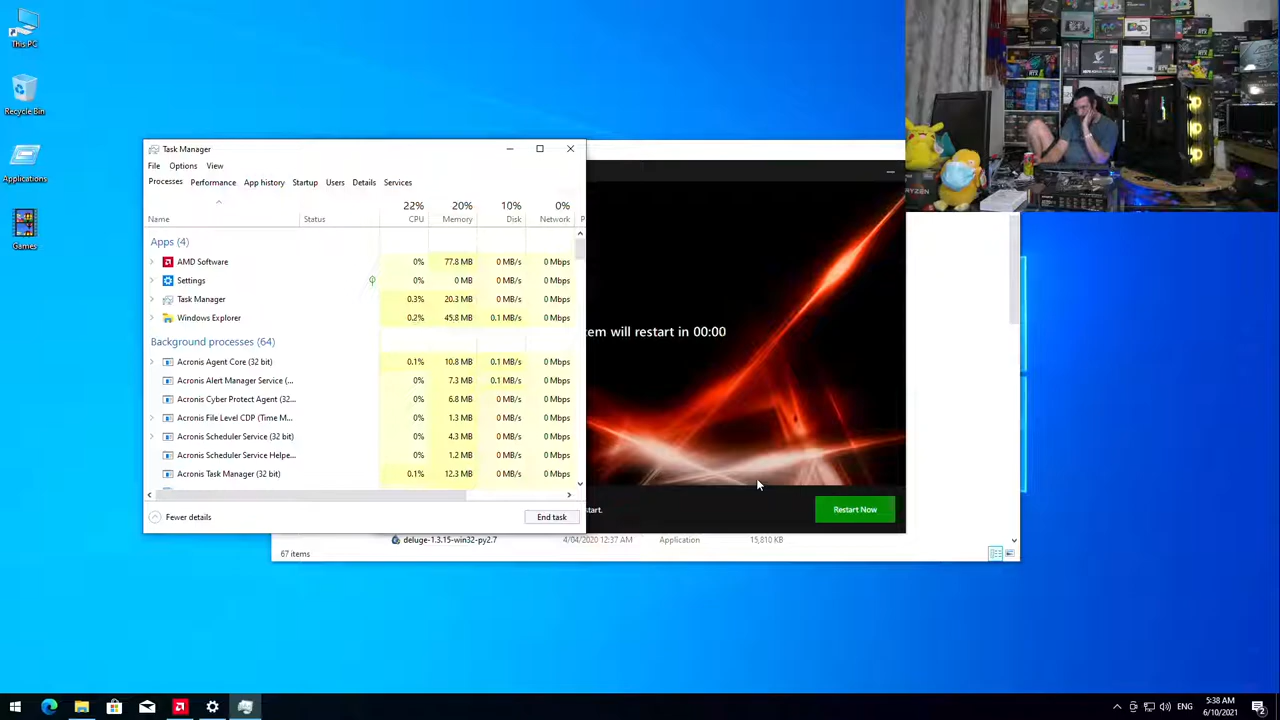 This PC
Recycle Bin
Applications
Games
Task Manager
File Options View
Processes Performance App history Startup Users Details Services
22% 20% 10% 0%
Name Status CPU Memory Disk Network P
Apps (4)
AMD Software 0% 77.8 MB 0 MB/s 0 Mbps
Settings 0% 0 MB 0 MB/s 0 Mbps
Task Manager 0.3% 20.3 MB 0 MB/s 0 Mbps
Windows Explorer 0.2% 45.8 MB 0.1 MB/s 0 Mbps
Background processes (64)
Acronis Agent Core (32 bit) 0.1% 10.8 MB 0.1 MB/s 0 Mbps
Acronis Alert Manager Service (... 0% 7.3 MB 0.1 MB/s 0 Mbps
Acronis Cyber Protect Agent (32... 0% 6.8 MB 0 MB/s 0 Mbps
Acronis File Level CDP (Time M... 0% 1.3 MB 0 MB/s 0 Mbps
Acronis Scheduler Service (32 bit) 0% 4.3 MB 0 MB/s 0 Mbps
Acronis Scheduler Service Helpe... 0% 1.2 MB 0 MB/s 0 Mbps
Acronis Task Manager (32 bit) 0.1% 12.3 MB 0 MB/s 0 Mbps
Fewer details End task
tem will restart in 00:00
start.
Restart Now
deluge-1.3.15-win32-py2.7 4/04/2020 12:37 AM Application 15,810 KB
67 items
RYZEN
ENG
5:38 AM
6/10/2021
2